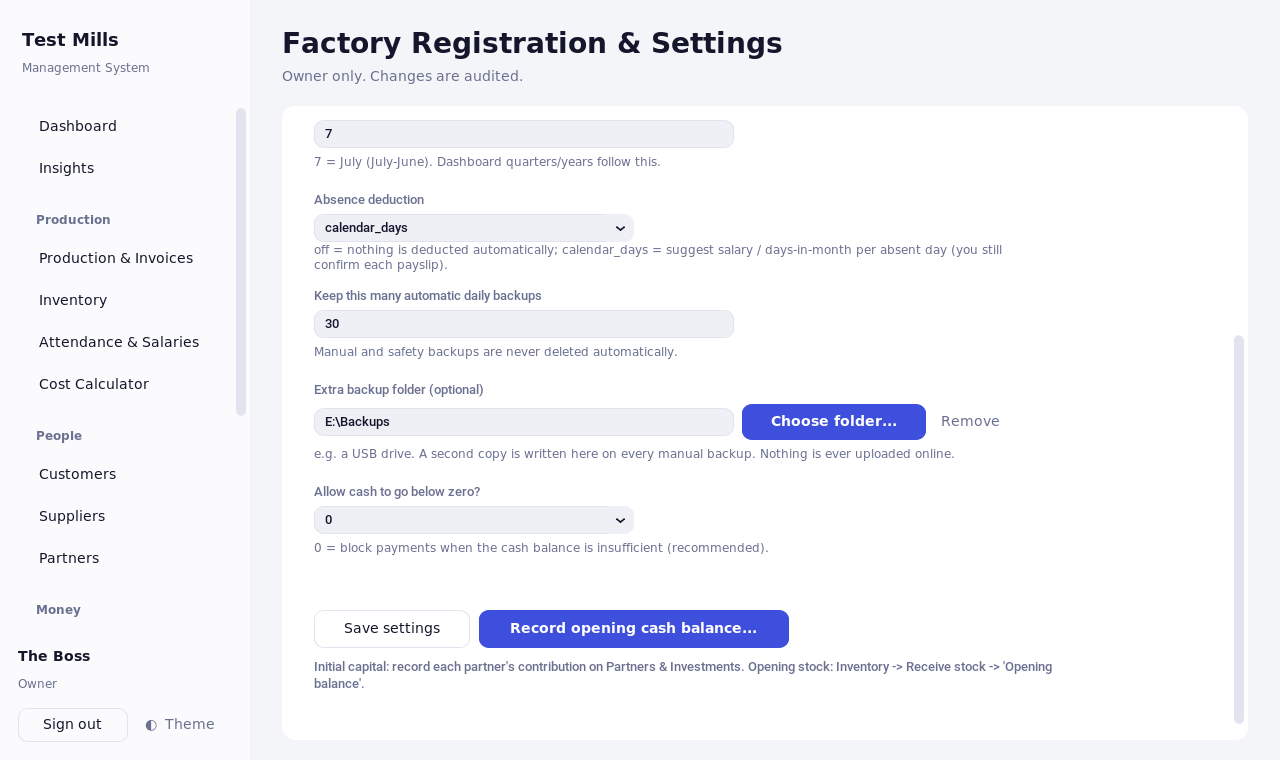 Test Mills
Management System
Dashboard
Insights
Production
Production & Invoices
Inventory
Attendance & Salaries
Cost Calculator
People
Customers
Suppliers
Partners
Money
The Boss
Owner
Sign out
◐ Theme
Factory Registration & Settings
Owner only. Changes are audited.
7
7 = July (July-June). Dashboard quarters/years follow this.
Absence deduction
calendar_days
off = nothing is deducted automatically; calendar_days = suggest salary / days-in-month per absent day (you still
confirm each payslip).
Keep this many automatic daily backups
30
Manual and safety backups are never deleted automatically.
Extra backup folder (optional)
E:\Backups
Choose folder...
Remove
e.g. a USB drive. A second copy is written here on every manual backup. Nothing is ever uploaded online.
Allow cash to go below zero?
0
0 = block payments when the cash balance is insufficient (recommended).
Save settings
Record opening cash balance...
Initial capital: record each partner's contribution on Partners & Investments. Opening stock: Inventory -> Receive stock -> 'Opening
balance'.